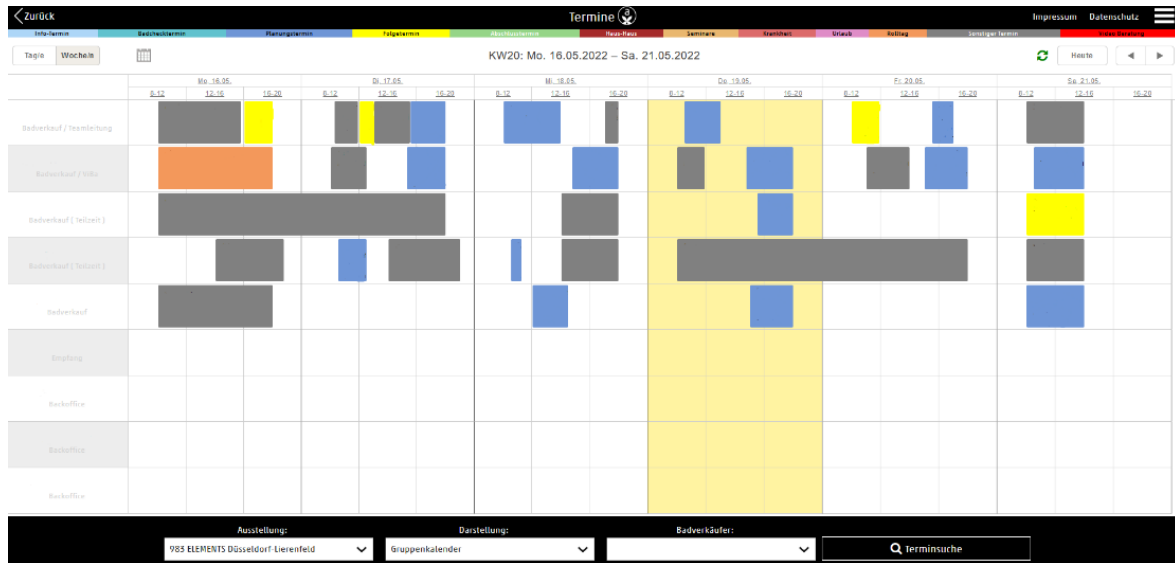 Zurück Termine Impressum Datenschutz
Info-Termin Badchecktermin Planungstermin Folgetermin Abschlusstermin Haus-Haus Seminare Krankheit Urlaub Rolltag Sonstiger Termin
Tag/e Woche/n KW20: Mo. 16.05.2022 – Sa. 21.05.2022 Heute
Mo. 16.05. Di. 17.05. Mi. 18.05. Do. 19.05. Fr. 20.05. Sa. 21.05.
8-12 12-16 16-20 8-12 12-16 16-20 8-12 12-16 16-20 8-12 12-16 16-20 8-12 12-16 16-20 8-12 12-16 16-20
Badverkauf / Teamleitung
Badverkauf
Badverkauf ( Teilzeit )
Badverkauf ( Teilzeit )
Badverkauf
Empfang
Backoffice
Backoffice
Backoffice
Ausstellung: Darstellung: Badverkäufer:
983 ELEMENTS Düsseldorf-Lierenfeld Gruppenkalender Terminsuche